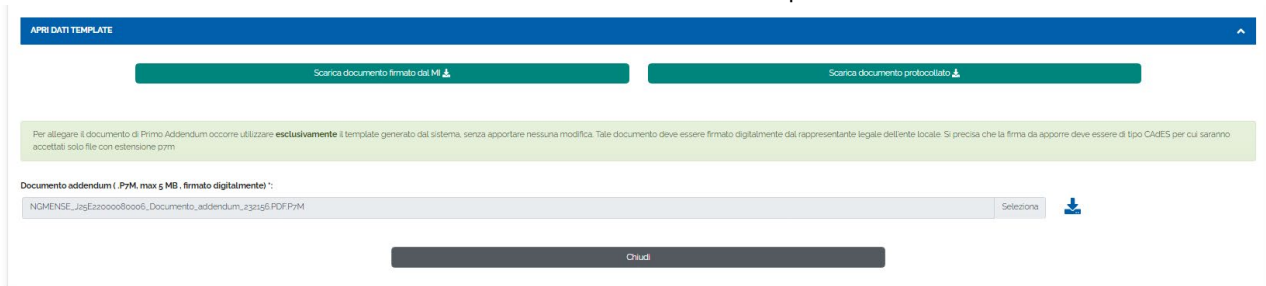 APRI DATI TEMPLATE
Scarica documento firmato dal MI
Scarica documento protocollato
Per allegare il documento di Primo Addendum occorre utilizzare esclusivamente il template generato dal sistema, senza apportare nessuna modifica. Tale documento deve essere firmato digitalmente dal rappresentante legale dell'ente locale. Si precisa che la firma da apporre deve essere di tipo CAdES per cui saranno
accettati solo file con estensione p7m
Documento addendum ( .P7M, max 5 MB , firmato digitalmente) *:
NGMENSE_J25E22000080006_Documento_addendum_232156.PDF.P7M
Seleziona
Chiudi